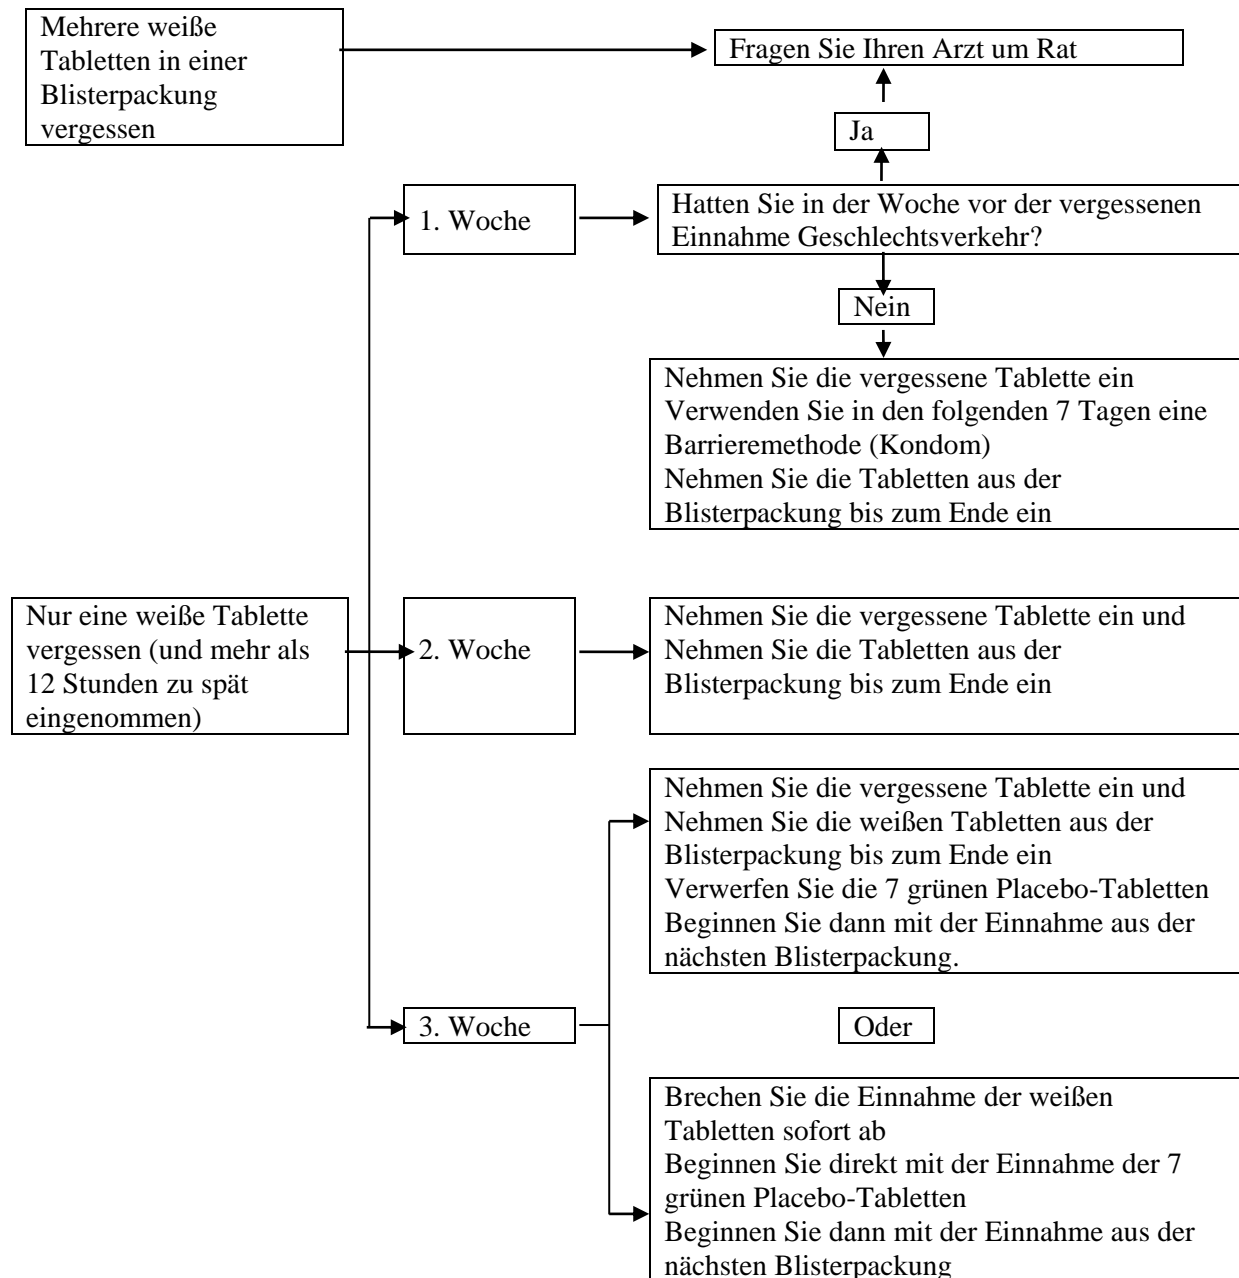 Mehrere weiße
Tabletten in einer
Blisterpackung
vergessen
Fragen Sie Ihren Arzt um Rat
Ja
1. Woche
Hatten Sie in der Woche vor der vergessenen
Einnahme Geschlechtsverkehr?
Nein
Nehmen Sie die vergessene Tablette ein
Verwenden Sie in den folgenden 7 Tagen eine
Barrieremethode (Kondom)
Nehmen Sie die Tabletten aus der
Blisterpackung bis zum Ende ein
Nur eine weiße Tablette
vergessen (und mehr als
12 Stunden zu spät
eingenommen)
2. Woche
Nehmen Sie die vergessene Tablette ein und
Nehmen Sie die Tabletten aus der
Blisterpackung bis zum Ende ein
Nehmen Sie die vergessene Tablette ein und
Nehmen Sie die weißen Tabletten aus der
Blisterpackung bis zum Ende ein
Verwerfen Sie die 7 grünen Placebo-Tabletten
Beginnen Sie dann mit der Einnahme aus der
nächsten Blisterpackung.
3. Woche
Oder
Brechen Sie die Einnahme der weißen
Tabletten sofort ab
Beginnen Sie direkt mit der Einnahme der 7
grünen Placebo-Tabletten
Beginnen Sie dann mit der Einnahme aus der
nächsten Blisterpackung